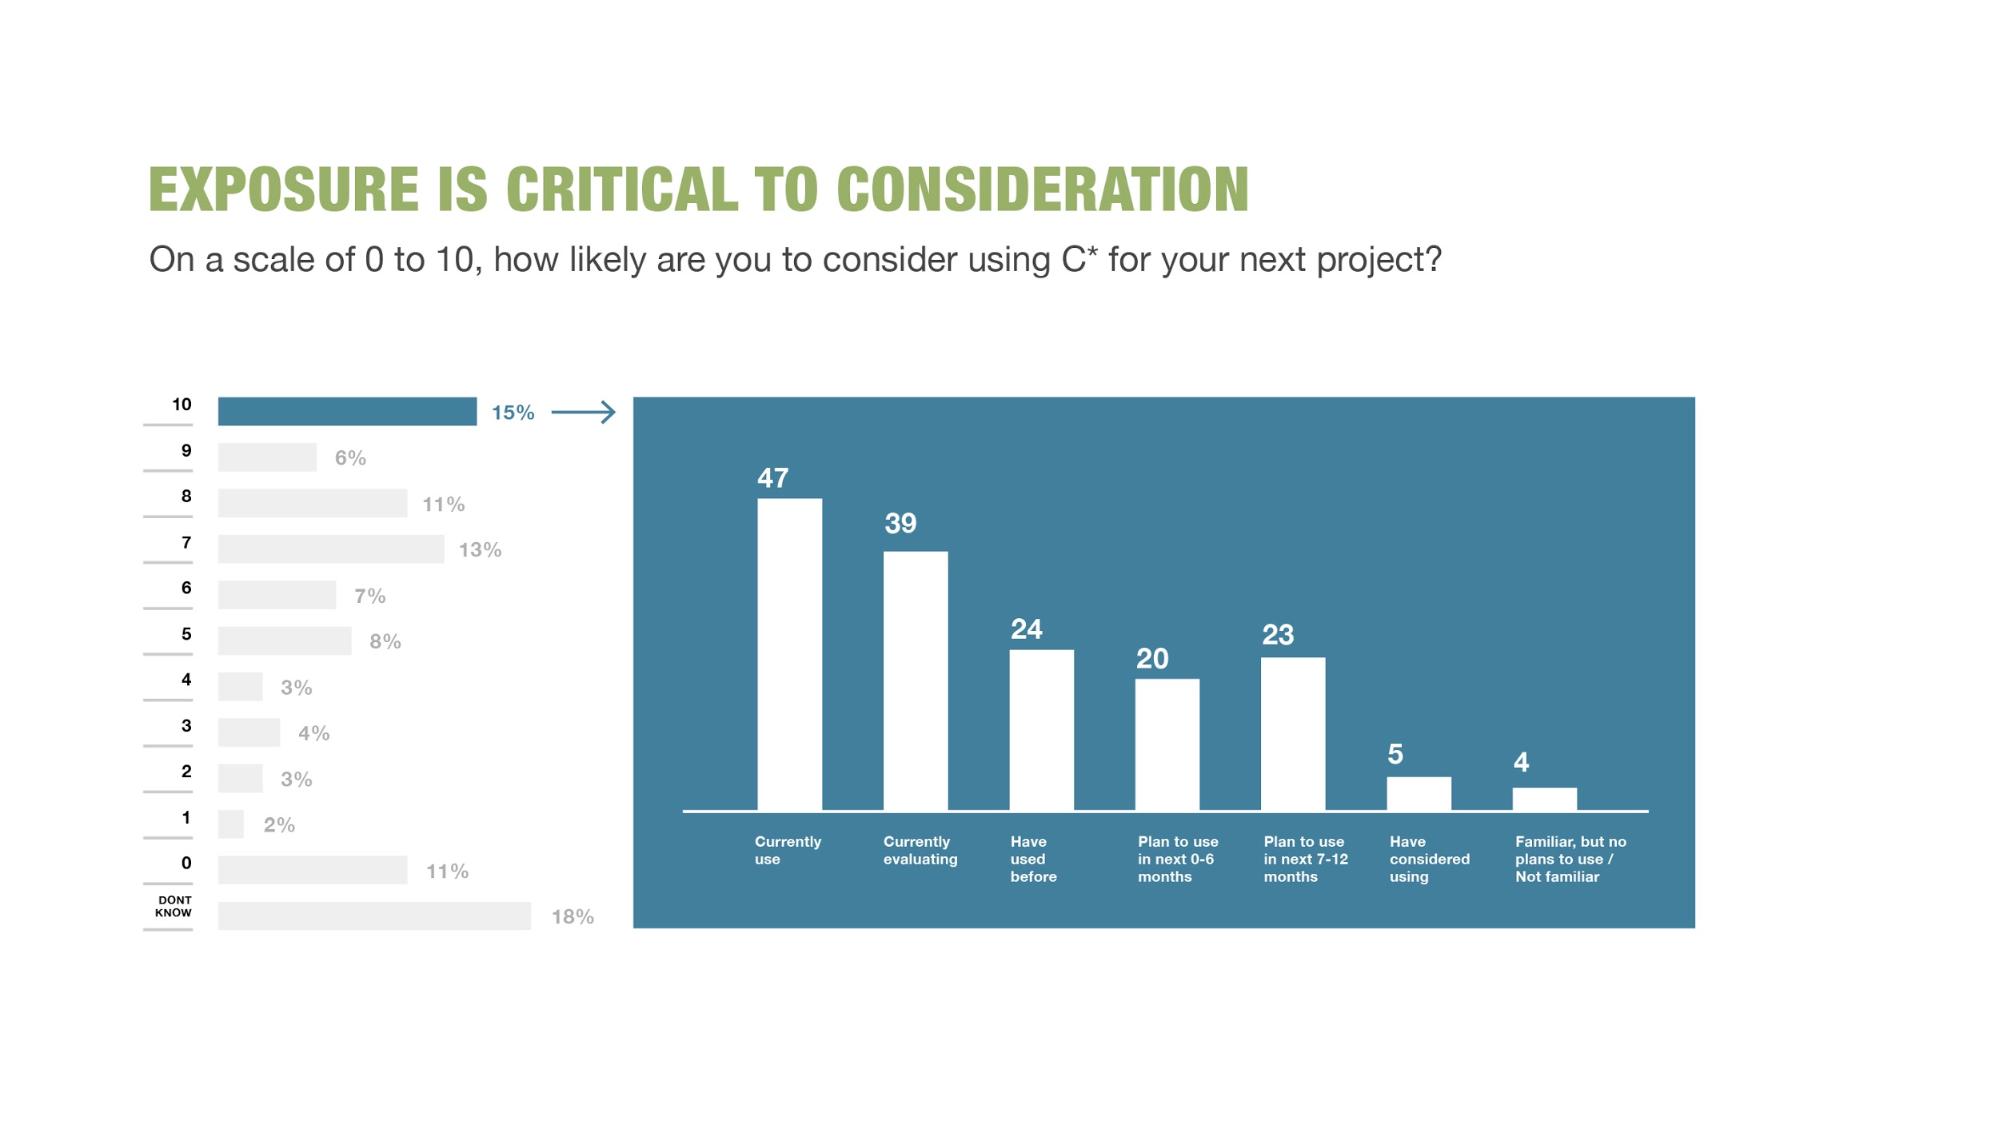 EXPOSURE IS CRITICAL TO CONSIDERATION
On a scale of 0 to 10, how likely are you to consider using C* for your next project?
10
15%
9
6%
8
11%
7
13%
6
7%
5
8%
4
3%
3
4%
2
3%
1
2%
0
11%
DONT
KNOW
18%
47
39
24
20
23
5
4
Currently
use
Currently
evaluating
Have
used
before
Plan to use
in next 0-6
months
Plan to use
in next 7-12
months
Have
considered
using
Familiar, but no
plans to use /
Not familiar